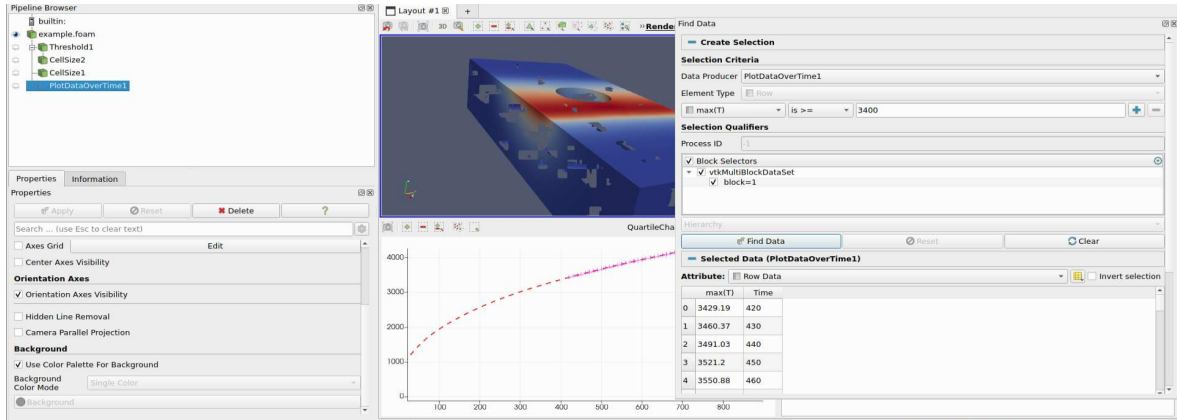 Pipeline Browser
builtin:
example.foam
Threshold1
CellSize2
CellSize1
PlotDataOverTime1
Properties Information
Properties
Apply Reset Delete ?
Search ... (use Esc to clear text)
Axes Grid Edit
Center Axes Visibility
Orientation Axes
Orientation Axes Visibility
Hidden Line Removal
Camera Parallel Projection
Background
Use Color Palette For Background
Background Color Mode Single Color
Background
Layout #1 +
3D Rende
QuartileCha
4000
3000
2000
1000
0
100 200 300 400 500 600 700 800
Find Data
Create Selection
Selection Criteria
Data Producer PlotDataOverTime1
Element Type Row
max(T) is >= 3400
Selection Qualifiers
Process ID -1
Block Selectors
vtkMultiBlockDataSet
block=1
Hierarchy
Find Data Reset Clear
Selected Data (PlotDataOverTime1)
Attribute: Row Data Invert selection
max(T) Time
0 3429.19 420
1 3460.37 430
2 3491.03 440
3 3521.2 450
4 3550.88 460